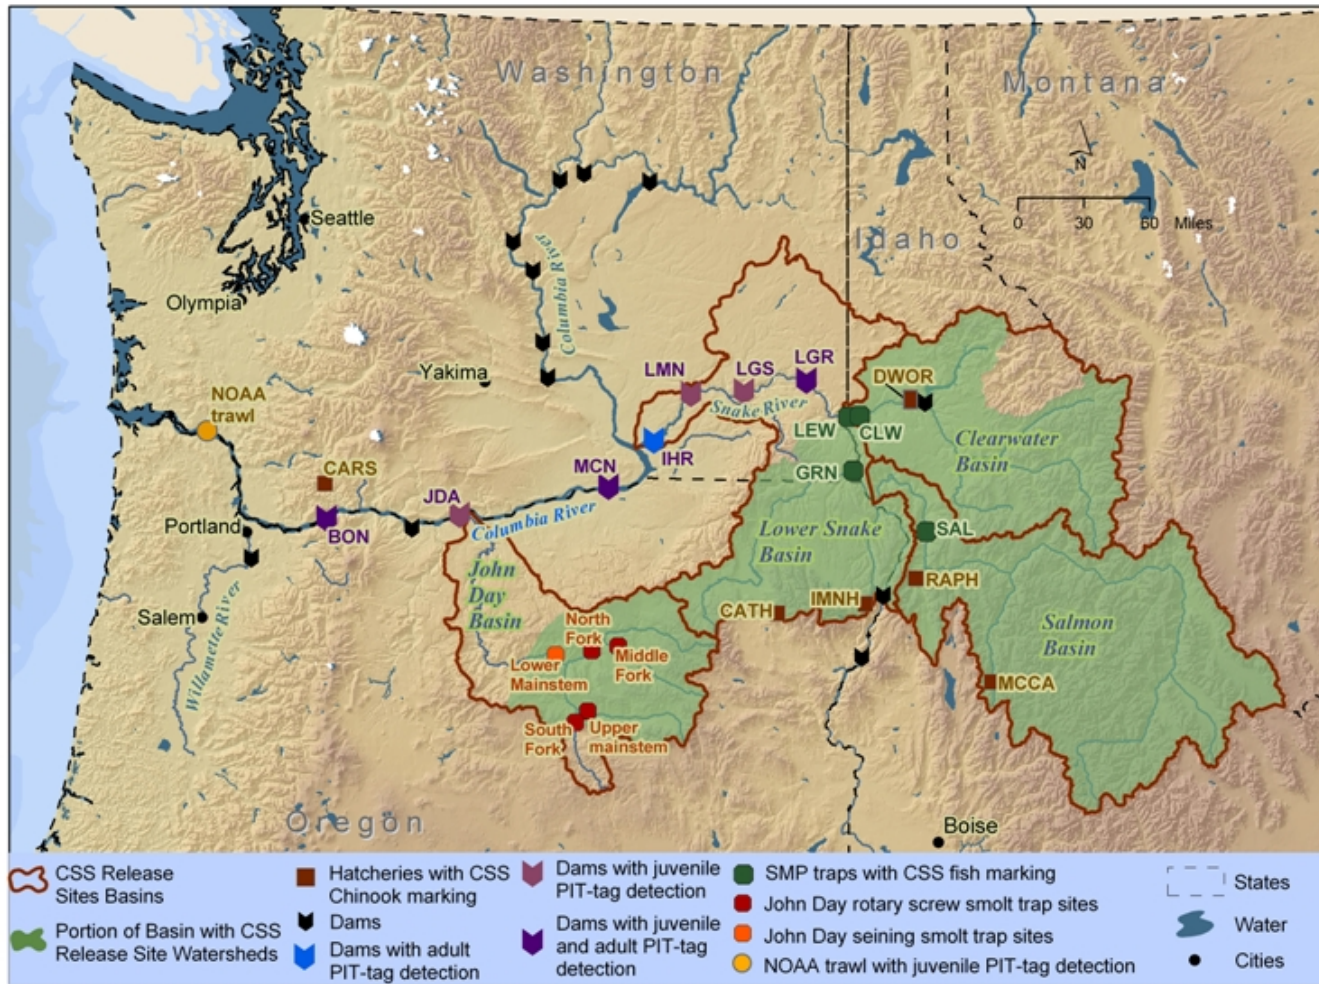 Washington
Montana
N
0 30 60 Miles
Seattle
Idaho
Columbia River
Olympia
Yakima
LMN
LGS
LGR
DWOR
NOAA
trawl
Snake River
LEW
CLW
Clearwater
Basin
CARS
MCN
IHR
GRN
JDA
Columbia River
Portland
BON
Lower Snake
Basin
SAL
John
Day
Basin
RAPH
Salem
Willamette River
CATH
IMNH
North
Fork
Salmon
Basin
Lower
Mainstem
Middle
Fork
MCCA
South
Fork
Upper
mainstem
Oregon
Boise
CSS Release
Sites Basins
Portion of Basin with CSS
Release Site Watersheds
Hatcheries with CSS
Chinook marking
Dams
Dams with adult
PIT-tag detection
Dams with juvenile
PIT-tag detection
Dams with juvenile
and adult PIT-tag
detection
SMP traps with CSS fish marking
John Day rotary screw smolt trap sites
John Day seining smolt trap sites
NOAA trawl with juvenile PIT-tag detection
States
Water
Cities